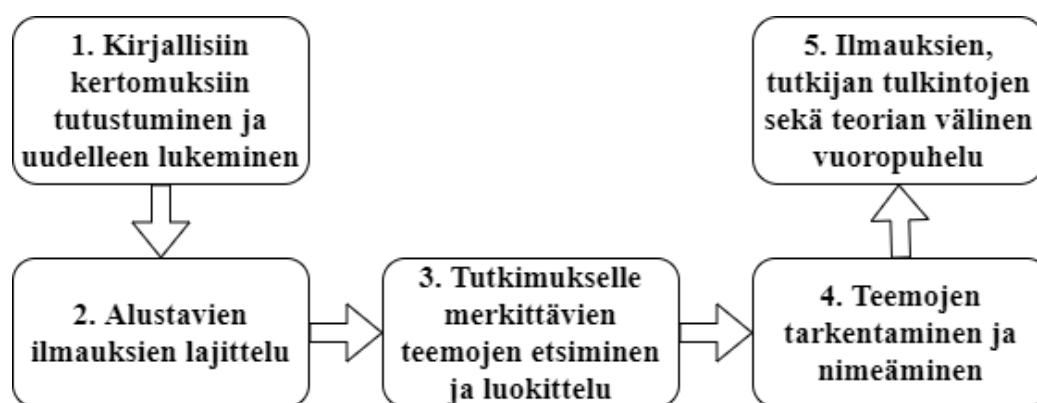 1. Kirjallisiin
kertomuksiin
tutustuminen ja
uudelleen lukeminen
2. Alustavien
ilmauksien lajittelu
3. Tutkimukselle
merkittävien
teemojen etsiminen
ja luokittelu
4. Teemojen
tarkentaminen ja
nimeäminen
5. Ilmauksien,
tutkijan tulkintojen
sekä teorian välinen
vuoropuhelu